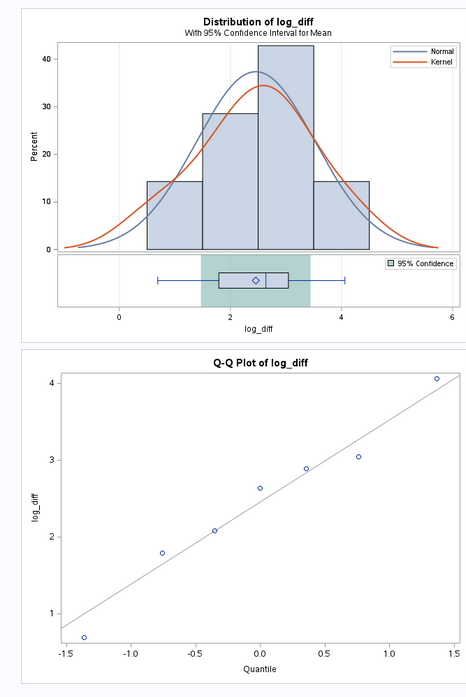 Distribution of log_diff
With 95% Confidence Interval for Mean
Normal
Kernel
40
30
20
10
0
Percent
95% Confidence
0 2 4 6
log_diff
Q-Q Plot of log_diff
4
3
2
1
log_diff
-1.5 -1.0 -0.5 0.0 0.5 1.0 1.5
Quantile